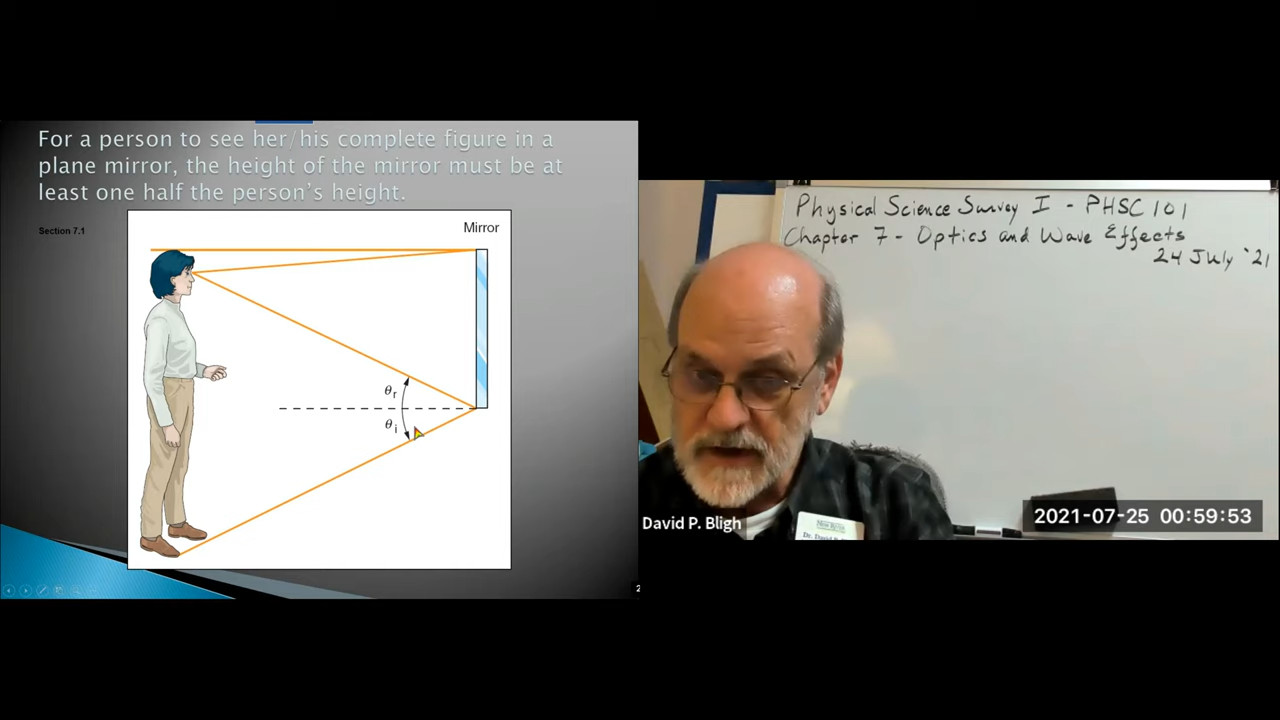 For a person to see her/his complete figure in a
plane mirror, the height of the mirror must be at
least one half the person's height.
Section 7.1
Mirror
θr
θi
2
Physical Science Survey I - PHSC 101
Chapter 7 - Optics and Wave Effects
24 July '21
David P. Bligh
Dr. David
2021-07-25 00:59:53